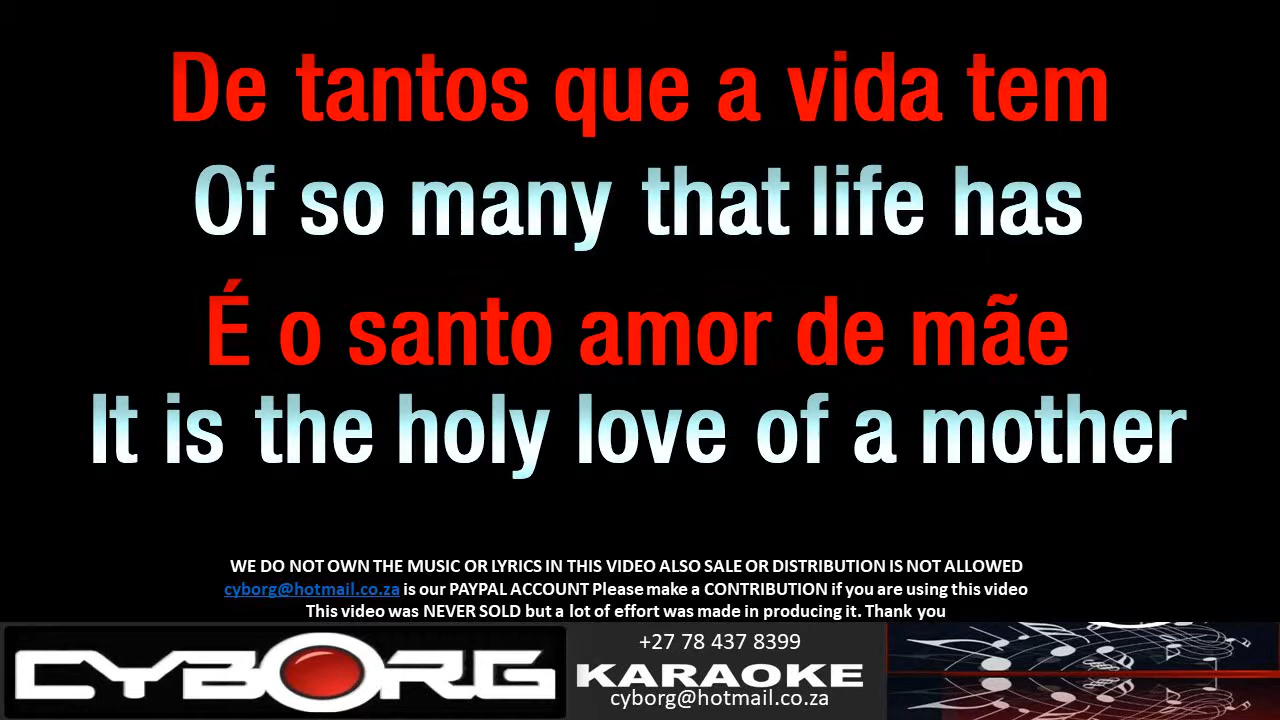 De tantos que a vida tem
Of so many that life has
É o santo amor de mãe
It is the holy love of a mother
WE DO NOT OWN THE MUSIC OR LYRICS IN THIS VIDEO ALSO SALE OR DISTRIBUTION IS NOT ALLOWED
cyborg@hotmail.co.za is our PAYPAL ACCOUNT Please make a CONTRIBUTION if you are using this video
This video was NEVER SOLD but a lot of effort was made in producing it. Thank you
CYBORG
+27 78 437 8399
KARAOKE
cyborg@hotmail.co.za